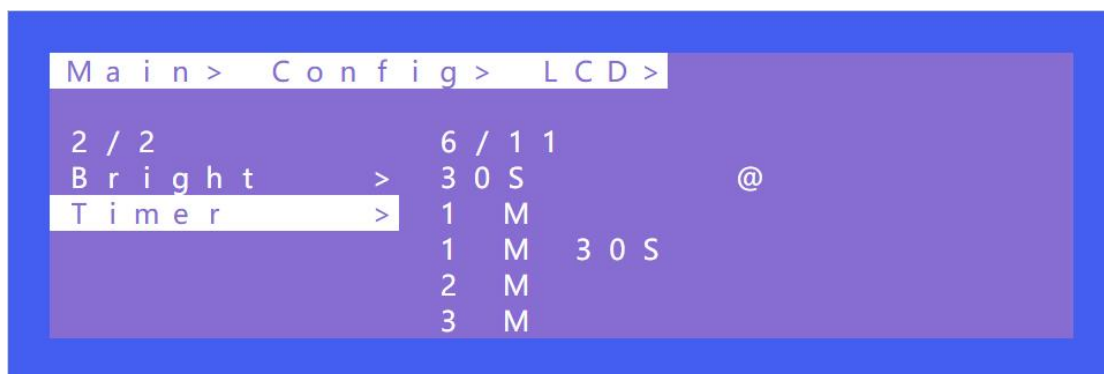 Main> Config> LCD>
2/2 6/11
Bright > 30S @
Timer > 1 M
1 M 30S
2 M
3 M